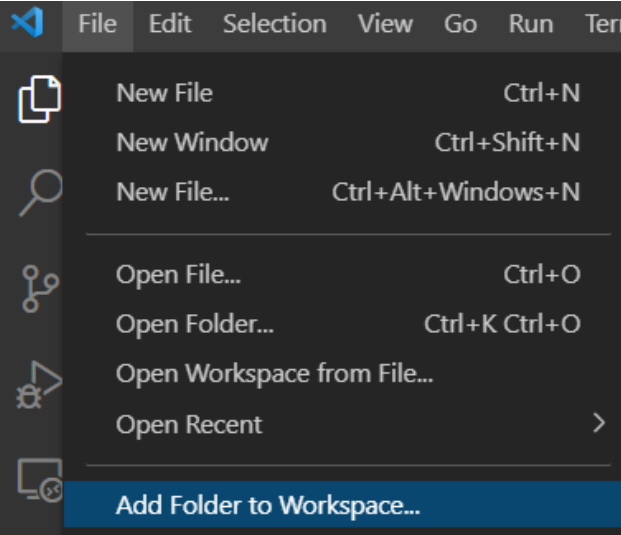 File Edit Selection View Go Run Ter
New File Ctrl+N
New Window Ctrl+Shift+N
New File... Ctrl+Alt+Windows+N
Open File... Ctrl+O
Open Folder... Ctrl+K Ctrl+O
Open Workspace from File...
Open Recent
Add Folder to Workspace...